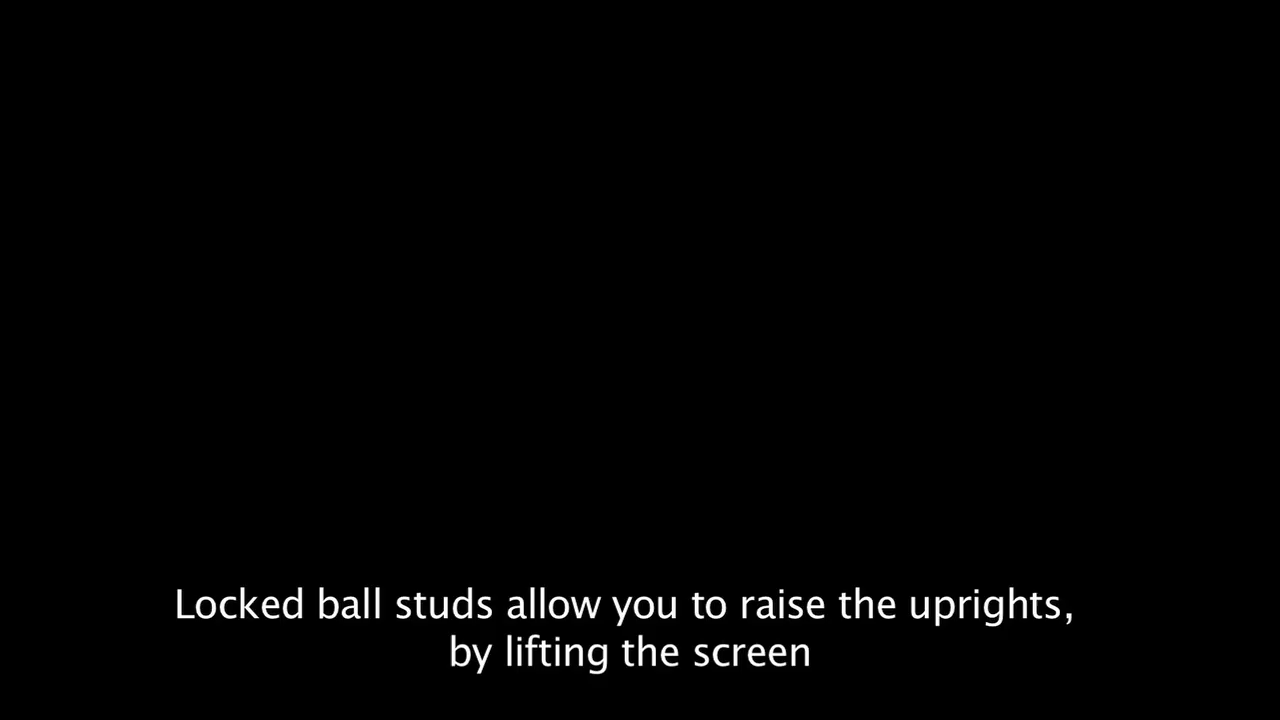 Locked ball studs allow you to raise the uprights,
by lifting the screen